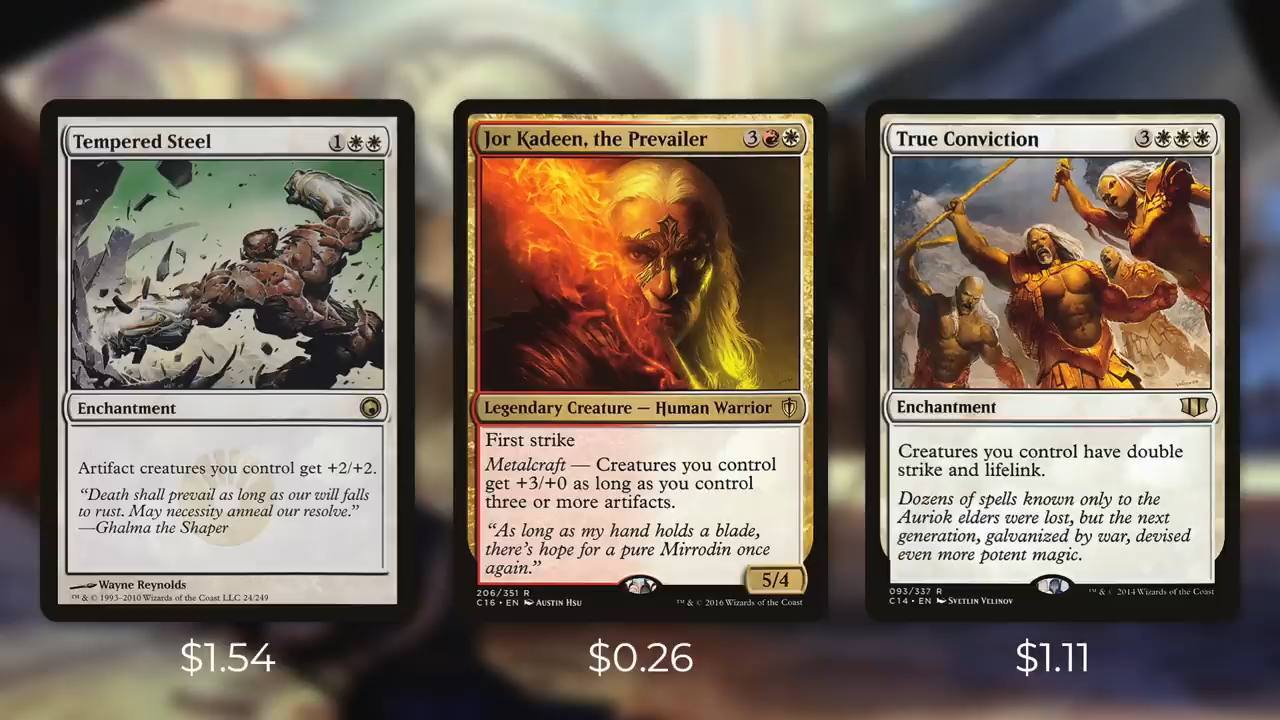 Tempered Steel
1
Enchantment
Artifact creatures you control get +2/+2.
“Death shall prevail as long as our will falls
to rust. May necessity anneal our resolve.”
—Ghalma the Shaper
Wayne Reynolds
™ & © 1993–2010 Wizards of the Coast LLC 24/249
$1.54
Jor Kadeen, the Prevailer
3
Legendary Creature — Human Warrior
First strike
Metalcraft — Creatures you control
get +3/+0 as long as you control
three or more artifacts.
“As long as my hand holds a blade,
there’s hope for a pure Mirrodin once
again.”
5/4
206/351 R
C16 • EN Austin Hsu
™ & © 2016 Wizards of the Coast
$0.26
True Conviction
3
Enchantment
Creatures you control have double
strike and lifelink.
Dozens of spells known only to the
Auriok elders were lost, but the next
generation, galvanized by war, devised
even more potent magic.
093/337 R
C14 • EN Svetlin Velinov
™ & © 2014 Wizards of the Coast
$1.11